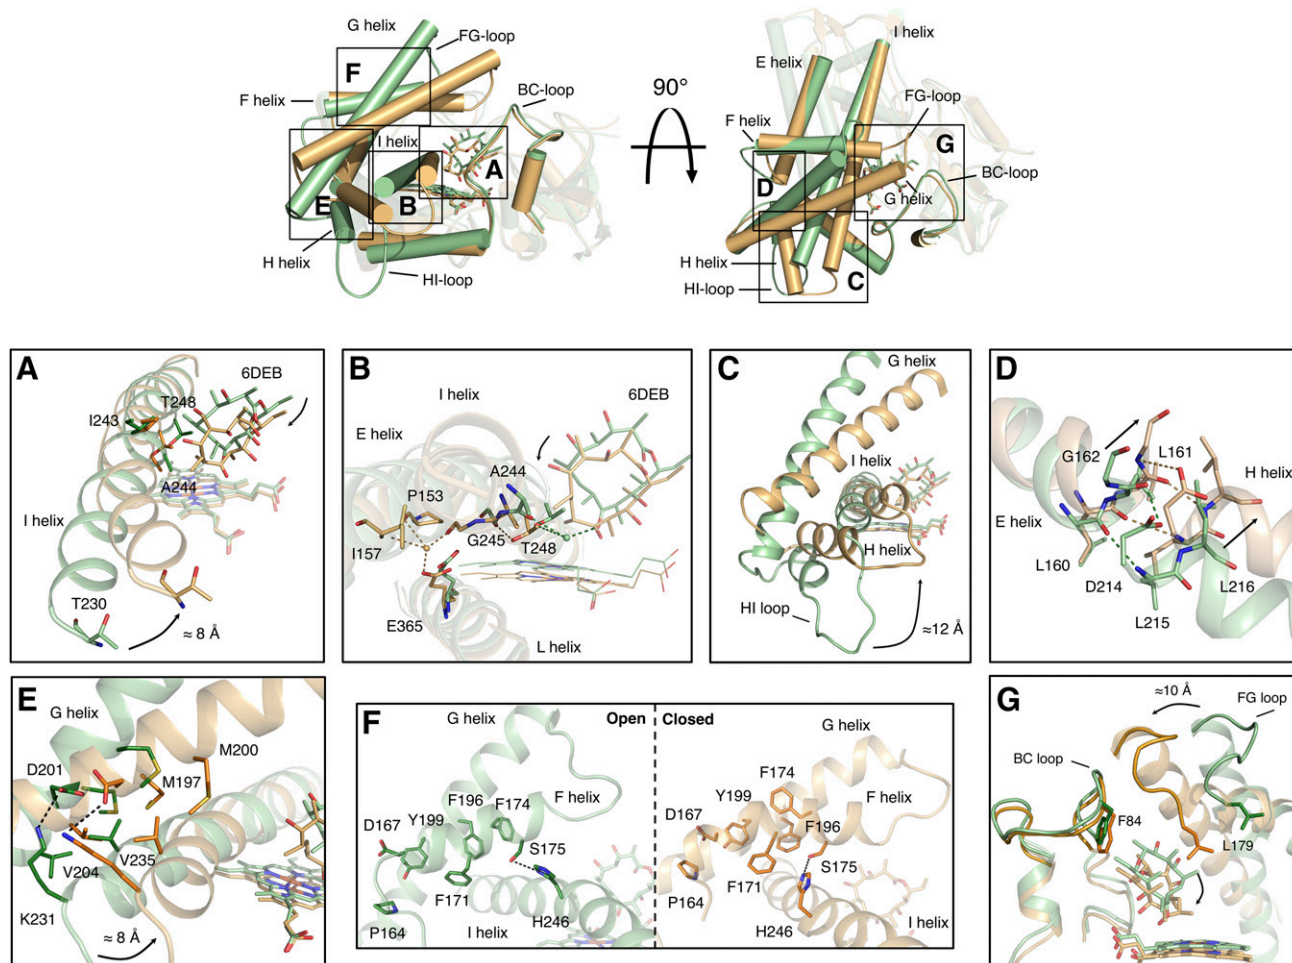 G helix
FG-loop
F
F helix
BC-loop
I helix
A
E
B
H helix
HI-loop
90°
I helix
E helix
FG-loop
F helix
G
D
BC-loop
G helix
H helix
HI-loop
C
A
6DEB
T248
I243
A244
I helix
T230
≈ 8 Å
B
I helix
6DEB
E helix
A244
P153
I157
G245
T248
E365
L helix
C
G helix
I helix
H helix
HI loop
≈12 Å
D
G162
L161
H helix
E helix
L160
D214
L216
L215
E
G helix
M200
D201
M197
V235
V204
K231
≈ 8 Å
F
Open
Closed
G helix
F helix
F196
F174
Y199
D167
S175
F171
H246
P164
I helix
G helix
F174
F helix
Y199
D167
F196
S175
F171
P164
H246
I helix
G
≈10 Å
FG loop
BC loop
F84
L179